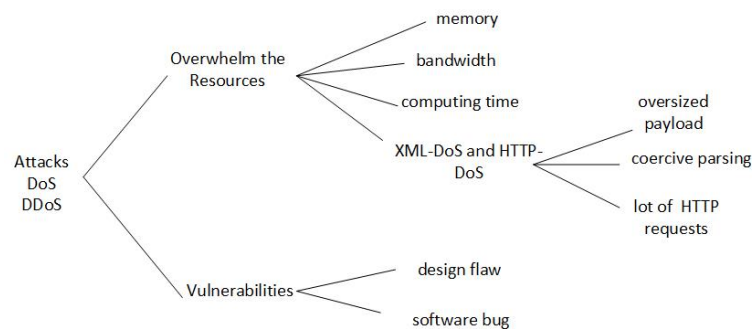 Attacks
DoS
DDoS
Overwhelm the
Resources
memory
bandwidth
computing time
XML-DoS and HTTP-
DoS
oversized
payload
coercive parsing
lot of HTTP
requests
Vulnerabilities
design flaw
software bug